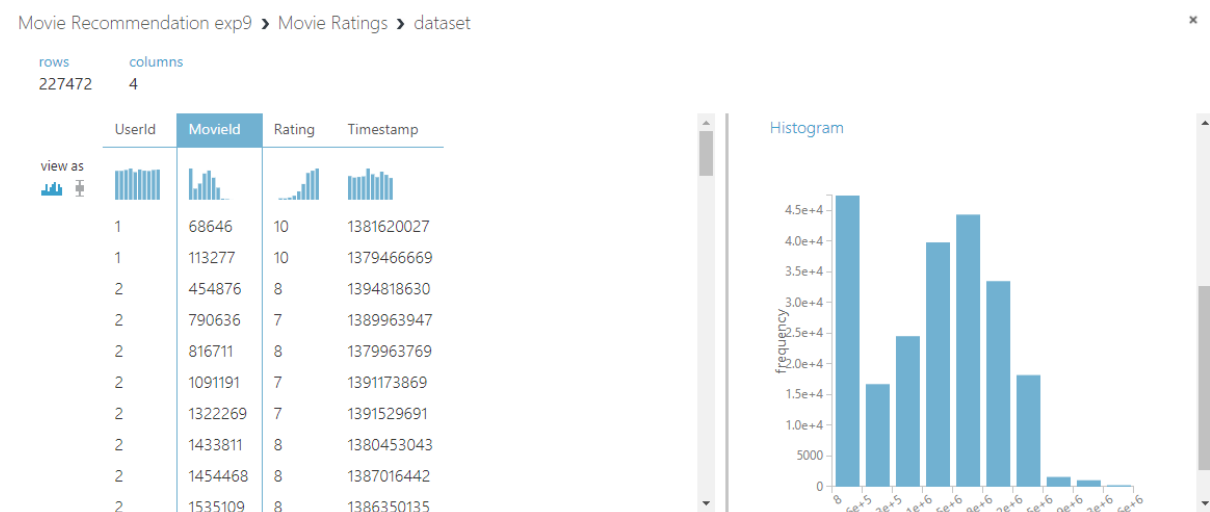 Movie Recommendation exp9 › Movie Ratings › dataset
rows columns
227472 4
UserId MovieId Rating Timestamp
view as
1 68646 10 1381620027
1 113277 10 1379466669
2 454876 8 1394818630
2 790636 7 1389963947
2 816711 8 1379963769
2 1091191 7 1391173869
2 1322269 7 1391529691
2 1433811 8 1380453043
2 1454468 8 1387016442
2 1535109 8 1386350135
Histogram
frequency
4.5e+4
4.0e+4
3.5e+4
3.0e+4
2.5e+4
2.0e+4
1.5e+4
1.0e+4
5000
0
8